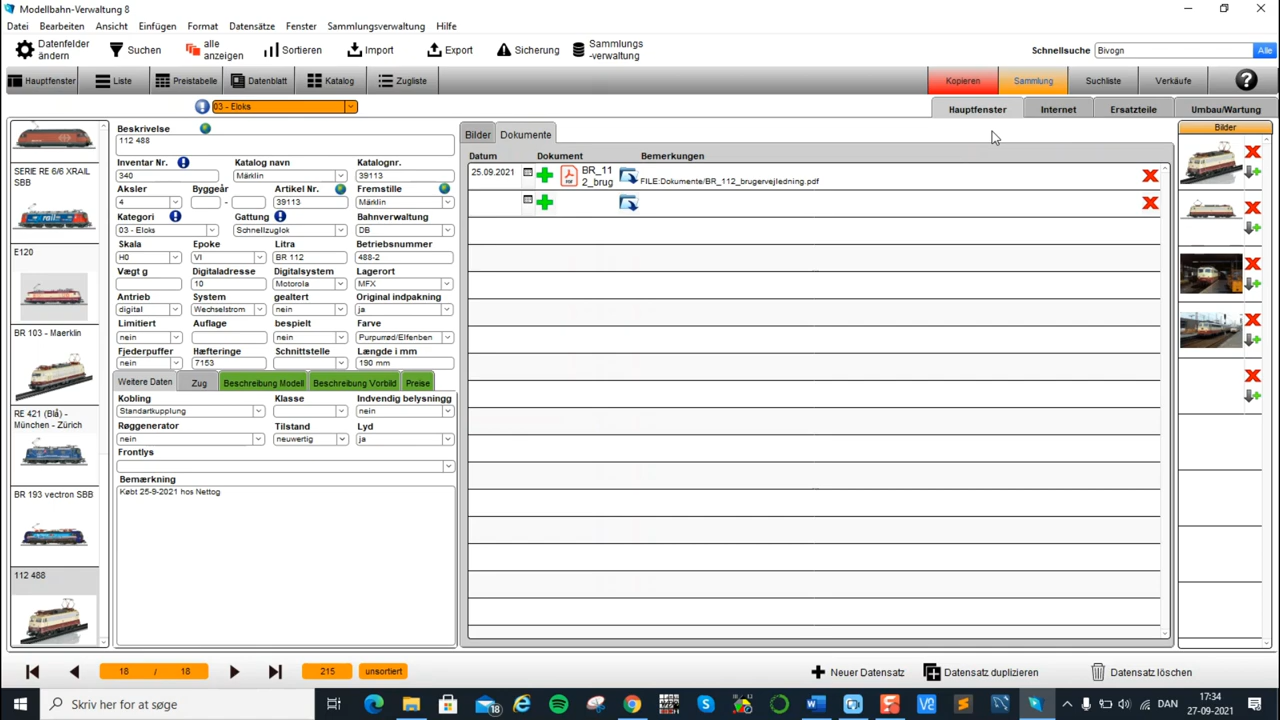 Modellbahn-Verwaltung 8
Datei Bearbeiten Ansicht Einfügen Format Datensätze Fenster Sammlungsverwaltung Hilfe
Datenfelder ändern Suchen alle anzeigen Sortieren Import Export Sicherung Sammlungs-verwaltung Schnellsuche Bivogn Alle
Hauptfenster Liste Preistabelle Datenblatt Katalog Zugliste Kopieren Sammlung Suchliste Verkäufe ?
03 - Eloks Hauptfenster Internet Ersatzteile Umbau/Wartung
SERIE RE 6/6 XRAIL
SBB
E120
BR 103 - Maerklin
RE 421 (Blå) -
München - Zürich
BR 193 vectron SBB
112 488
Beskrivelse
112 488
Inventar Nr. Katalog navn Katalognr.
340 Märklin 39113
Aksler Byggeår Artikel Nr. Fremstille
4 - 39113 Märklin
Kategori Gattung Bahnverwaltung
03 - Eloks Schnellzuglok DB
Skala Epoke Litra Betriebsnummer
H0 VI BR 112 488-2
Vægt g Digitaladresse Digitalsystem Lagerort
10 Motorola MFX
Antrieb System gealtert Original indpakning
digital Wechselstrom nein ja
Limitiert Auflage bespielt Farve
nein nein Purpurrød/Elfenben
Fjederpuffer Hæfteringe Schnittstelle Længde i mm
nein 7153 190 mm
Weitere Daten Zug Beschreibung Modell Beschreibung Vorbild Preise
Kobling Klasse Indvendig belysningg
Standartkupplung nein
Røggenerator Tilstand Lyd
nein neuwertig ja
Frontlys
Bemærkning
Købt 25-9-2021 hos Nettog
Bilder Dokumente
Datum Dokument Bemerkungen
25.09.2021 BR_11
2_brug FILE:Dokumente/BR_112_brugervejledning.pdf
Bilder
18 / 18 215 unsortiert Neuer Datensatz Datensatz duplizieren Datensatz löschen
Skriv her for at søge 18 DAN 17:34
27-09-2021